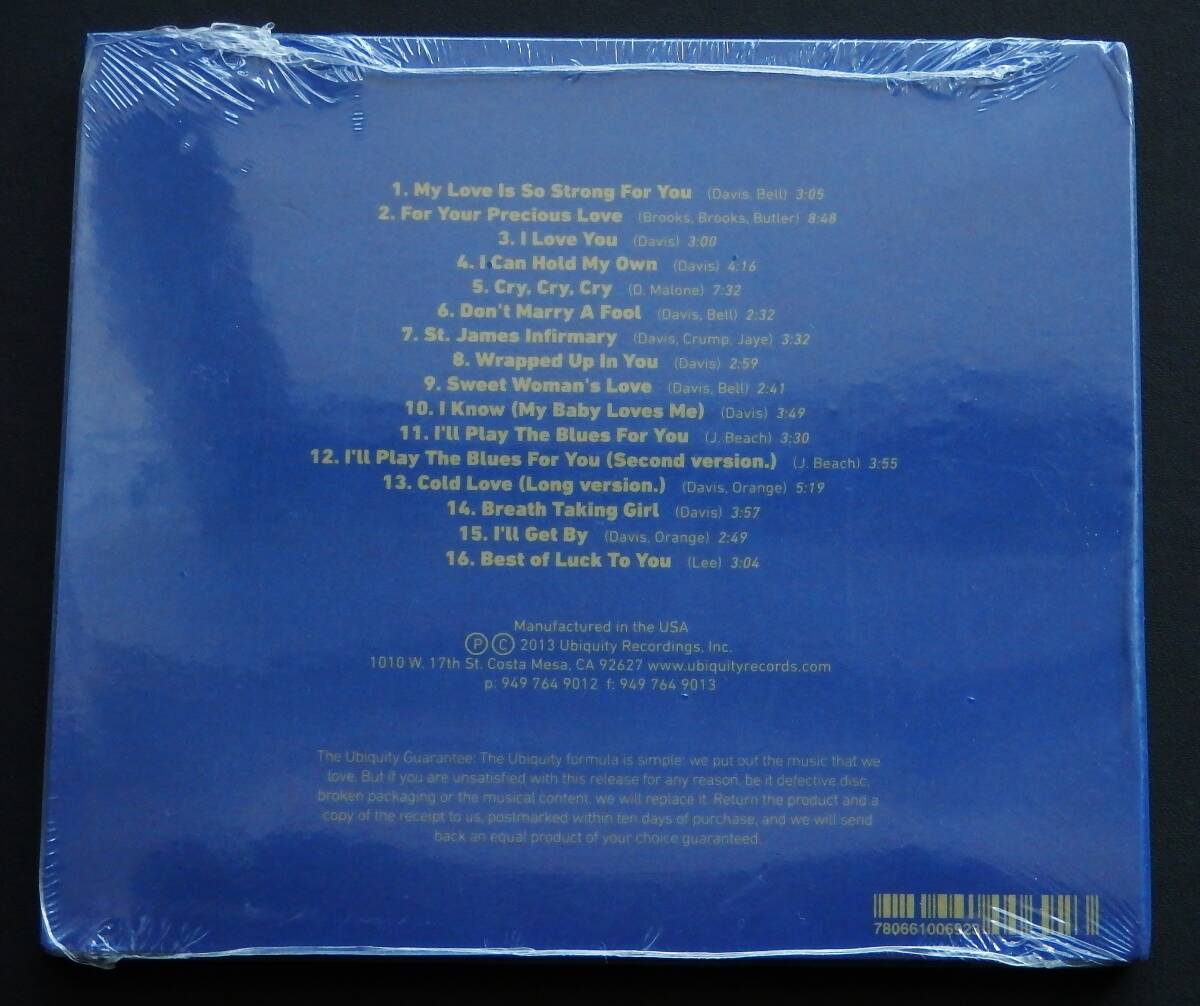 1. My Love Is So Strong For You (Davis, Bell) 3:05
2. For Your Precious Love (Brooks, Brooks, Butler) 8:48
3. I Love You (Davis) 3:00
4. I Can Hold My Own (Davis) 4:16
5. Cry, Cry, Cry (D. Malone) 7:32
6. Don't Marry A Fool (Davis, Bell) 2:32
7. St. James Infirmary (Davis, Crump, Jaye) 3:32
8. Wrapped Up In You (Davis) 2:59
9. Sweet Woman's Love (Davis, Bell) 2:41
10. I Know (My Baby Loves Me) (Davis) 3:49
11. I'll Play The Blues For You (J. Beach) 3:30
12. I'll Play The Blues For You (Second version.) (J. Beach) 3:55
13. Cold Love (Long version.) (Davis, Orange) 5:19
14. Breath Taking Girl (Davis) 3:57
15. I'll Get By (Davis, Orange) 2:49
16. Best of Luck To You (Lee) 3:04
Manufactured in the USA
Ⓟ Ⓒ 2013 Ubiquity Recordings, Inc.
1010 W. 17th St. Costa Mesa, CA 92627 www.ubiquityrecords.com
p: 949 764 9012 f: 949 764 9013
The Ubiquity Guarantee: The Ubiquity formula is simple: we put out the music that we
love. But if you are unsatisfied with this release for any reason, be it defective disc,
broken packaging or the musical content, we will replace it. Return the product and a
copy of the receipt to us, postmarked within ten days of purchase, and we will send
back an equal product of your choice guaranteed.
780661006923